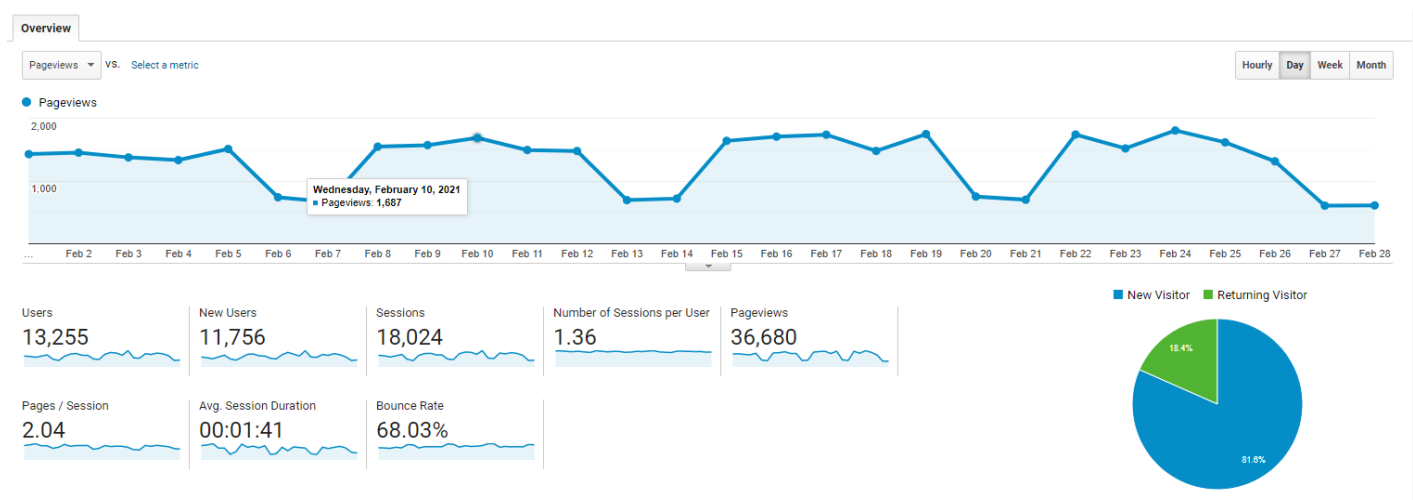 Overview
Pageviews VS. Select a metric
Hourly Day Week Month
Pageviews
2,000
1,000
Wednesday, February 10, 2021
Pageviews: 1,687
... Feb 2 Feb 3 Feb 4 Feb 5 Feb 6 Feb 7 Feb 8 Feb 9 Feb 10 Feb 11 Feb 12 Feb 13 Feb 14 Feb 15 Feb 16 Feb 17 Feb 18 Feb 19 Feb 20 Feb 21 Feb 22 Feb 23 Feb 24 Feb 25 Feb 26 Feb 27 Feb 28
New Visitor Returning Visitor
Users New Users Sessions Number of Sessions per User Pageviews
13,255 11,756 18,024 1.36 36,680
18.4%
Pages / Session Avg. Session Duration Bounce Rate
2.04 00:01:41 68.03%
81.6%